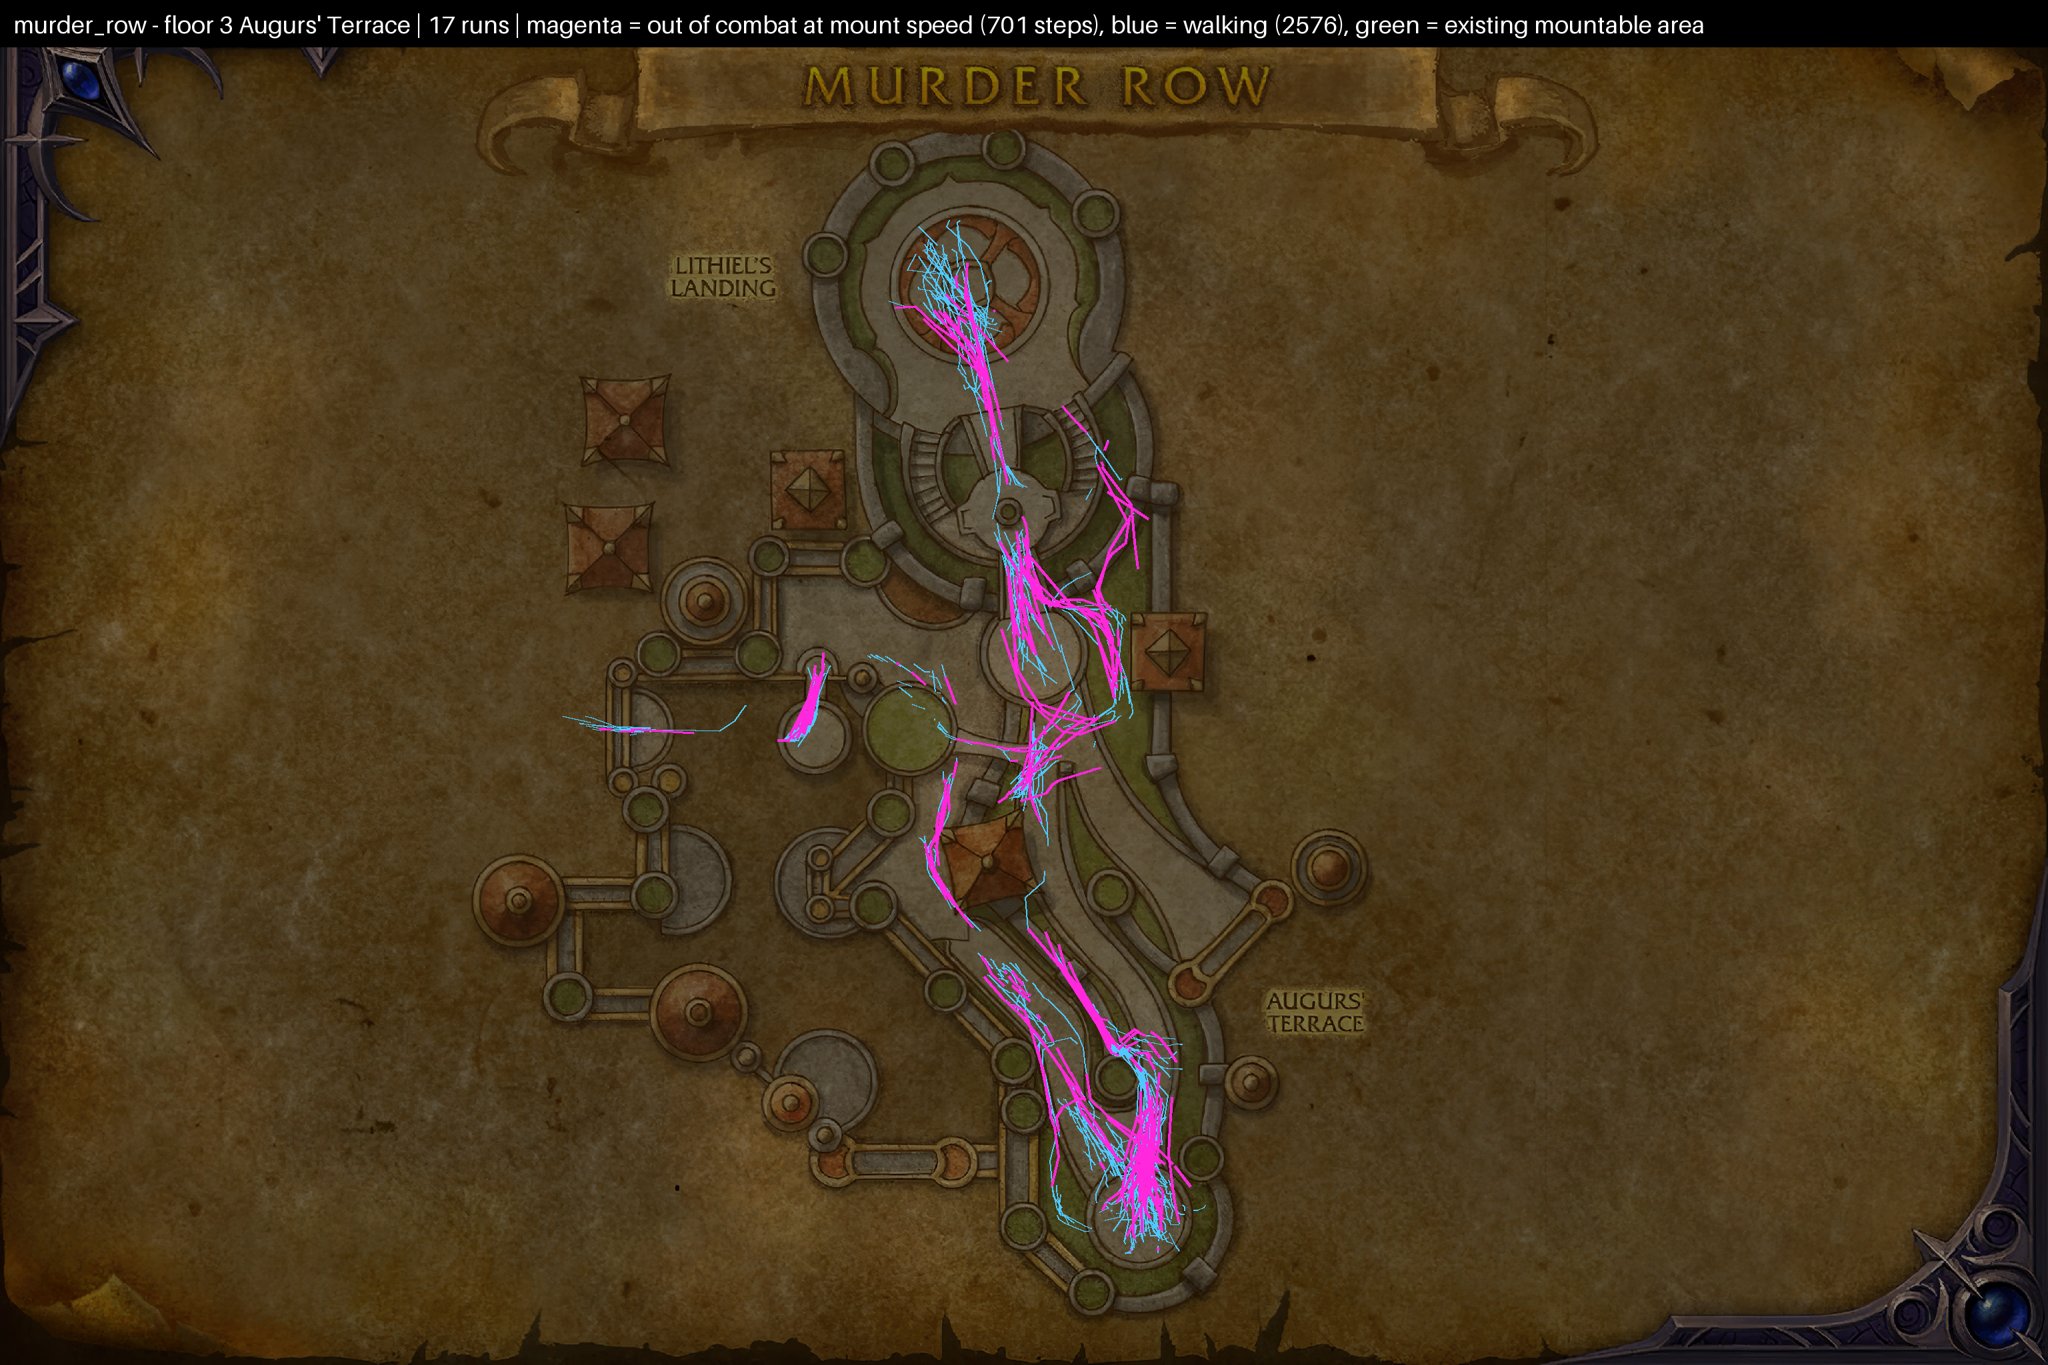 murder_row - floor 3 Augurs' Terrace | 17 runs | magenta = out of combat at mount speed (701 steps), blue = walking (2576), green = existing mountable area
MURDER ROW
LITHIEL'S
LANDING
AUGURS'
TERRACE